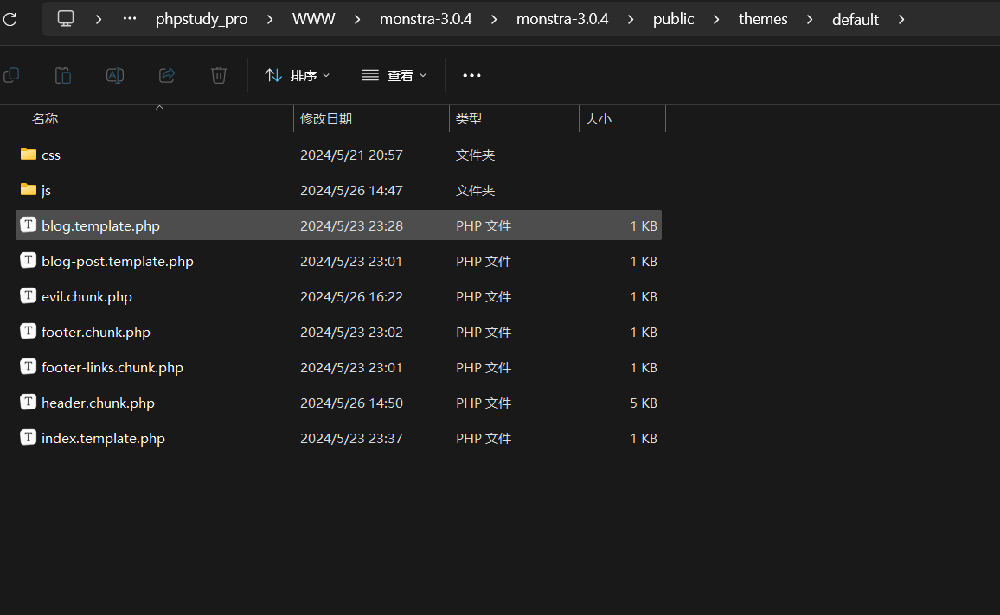 phpstudy_pro > WWW > monstra-3.0.4 > monstra-3.0.4 > public > themes > default >
排序 查看
名称 修改日期 类型 大小
css 2024/5/21 20:57 文件夹
js 2024/5/26 14:47 文件夹
blog.template.php 2024/5/23 23:28 PHP 文件 1 KB
blog-post.template.php 2024/5/23 23:01 PHP 文件 1 KB
evil.chunk.php 2024/5/26 16:22 PHP 文件 1 KB
footer.chunk.php 2024/5/23 23:02 PHP 文件 1 KB
footer-links.chunk.php 2024/5/23 23:01 PHP 文件 1 KB
header.chunk.php 2024/5/26 14:50 PHP 文件 5 KB
index.template.php 2024/5/23 23:37 PHP 文件 1 KB